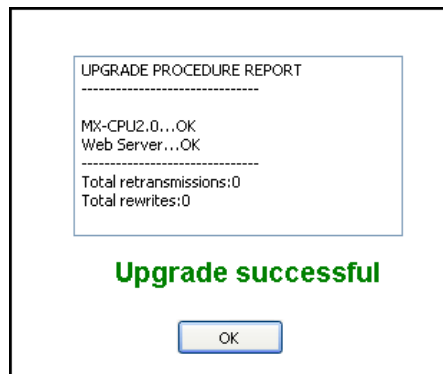 UPGRADE PROCEDURE REPORT
------------------------------
MX-CPU2.0...OK
Web Server...OK
------------------------------
Total retransmissions:0
Total rewrites:0
Upgrade successful
OK